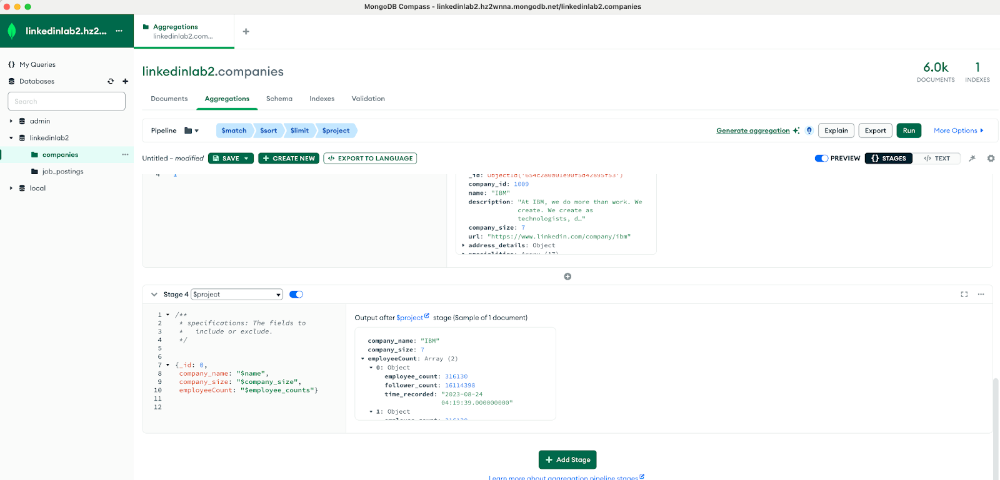 MongoDB Compass - linkedinlab2.hz2wnna.mongodb.net/linkedinlab2.companies
linkedinlab2.hz2...
Aggregations
linkedinlab2.com...
My Queries
Databases
Search
admin
linkedinlab2
companies
job_postings
local
linkedinlab2.companies
6.0k
DOCUMENTS
1
INDEXES
Documents
Aggregations
Schema
Indexes
Validation
Pipeline
$match
$sort
$limit
$project
Generate aggregation
Explain
Export
Run
More Options
Untitled – modified
SAVE
CREATE NEW
EXPORT TO LANGUAGE
PREVIEW
{} STAGES
</> TEXT
4 1
_id: ObjectId('654c280a01e90f5d42895f53')
company_id: 1009
name: "IBM"
description: "At IBM, we do more than work. We
create. We create as
technologists, d…"
company_size: 7
url: "https://www.linkedin.com/company/ibm"
address_details: Object
specialities: Array (17)
Stage 4
$project
1 /**
2 * specifications: The fields to
3 *   include or exclude.
4 */
5
6
7 {_id: 0,
8 company_name: "$name",
9 company_size: "$company_size",
10 employeeCount: "$employee_counts"}
11
12
Output after $project stage (Sample of 1 document)
company_name: "IBM"
company_size: 7
employeeCount: Array (2)
0: Object
employee_count: 316130
follower_count: 16114398
time_recorded: "2023-08-24
04:19:39.000000000"
1: Object
employee_count: 316130
Add Stage
Learn more about aggregation pipeline stages